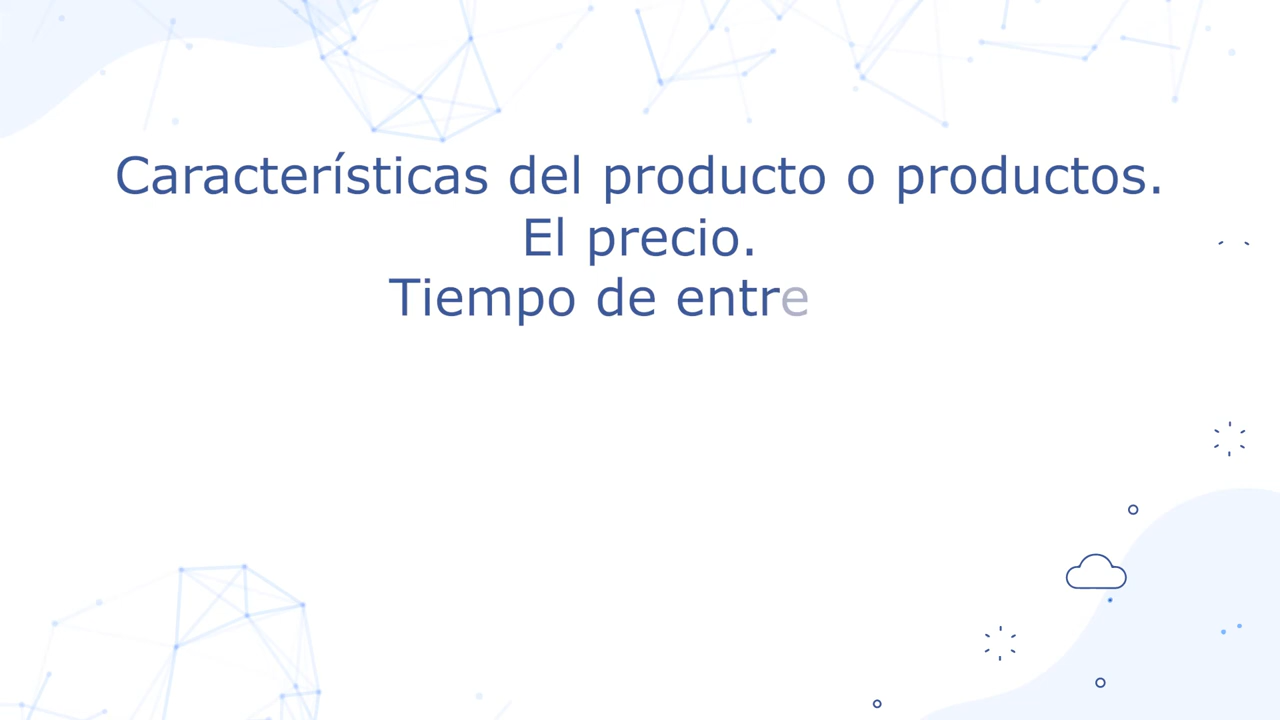 Características del producto o productos.
El precio.
Tiempo de entre